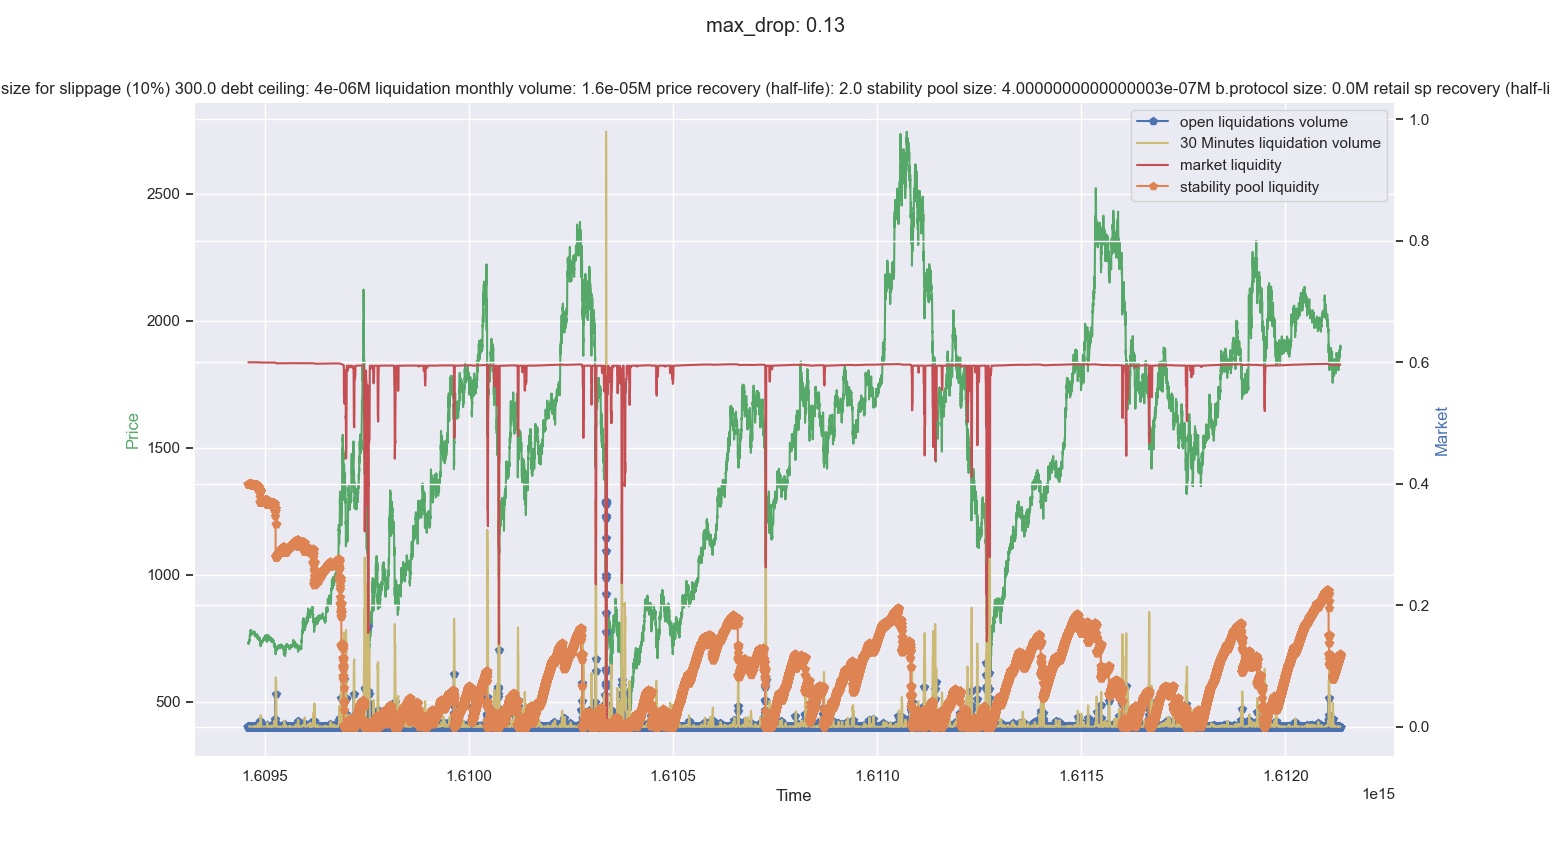 max_drop: 0.13
size for slippage (10%) 300.0 debt ceiling: 4e-06M liquidation monthly volume: 1.6e-05M price recovery (half-life): 2.0 stability pool size: 4.0000000000000003e-07M b.protocol size: 0.0M retail sp recovery (half-li
open liquidations volume
30 Minutes liquidation volume
market liquidity
stability pool liquidity
2500
2000
1500
1000
500
Price
1.0
0.8
0.6
0.4
0.2
0.0
Market
1.6095 1.6100 1.6105 1.6110 1.6115 1.6120
Time
1e15